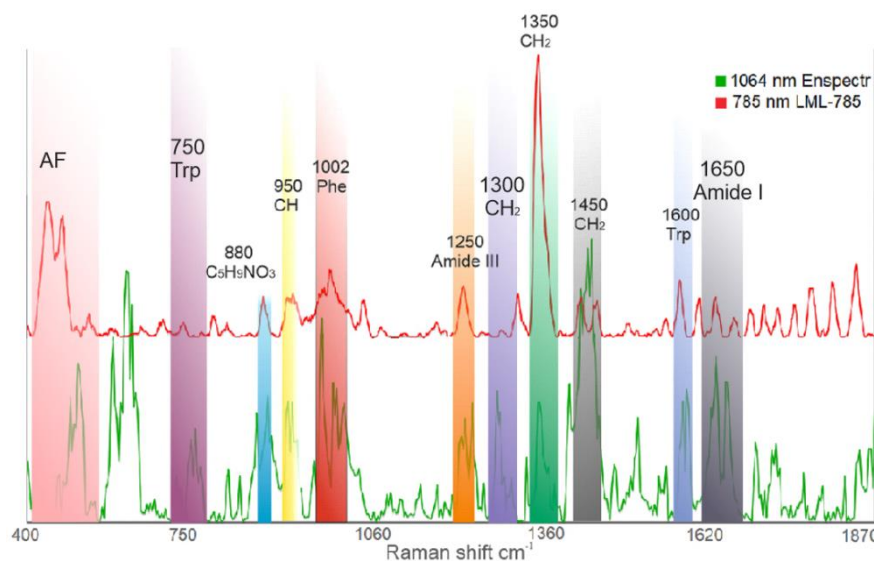 1350
CH₂
1064 nm Enspectr
785 nm LML-785
AF
750
Trp
880
C₅H₉NO₃
950
CH
1002
Phe
1250
Amide III
1300
CH₂
1450
CH₂
1600
Trp
1650
Amide I
400 750 1060 1360 1620 1870
Raman shift cm⁻¹